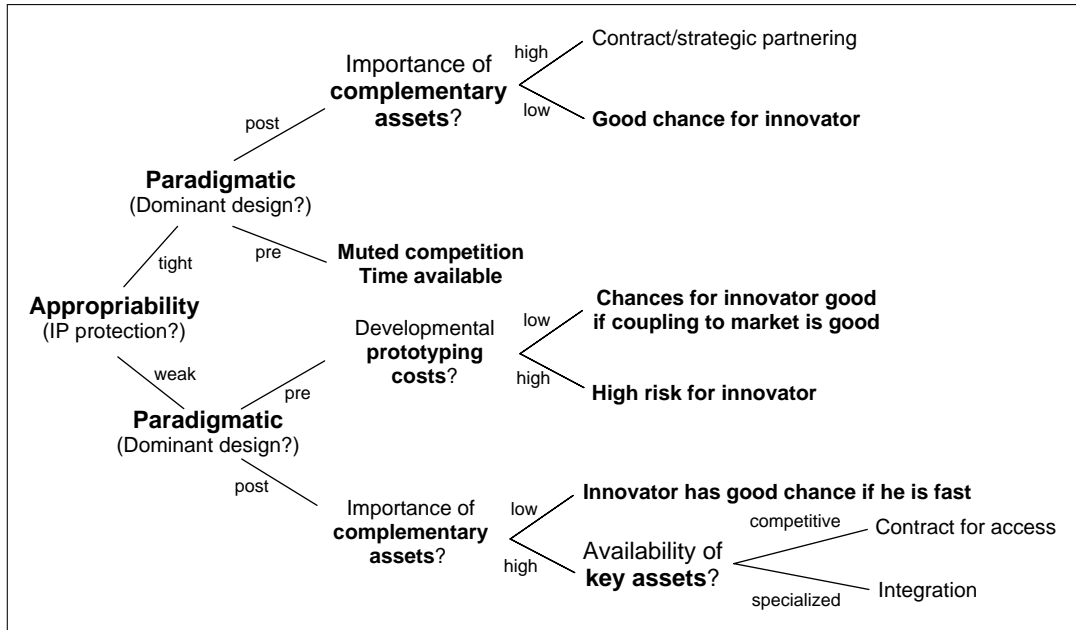 Importance of
complementary
assets?
high
Contract/strategic partnering
low
Good chance for innovator
post
Paradigmatic
(Dominant design?)
pre
Muted competition
Time available
tight
Appropriability
(IP protection?)
weak
Developmental
prototyping
costs?
low
Chances for innovator good
if coupling to market is good
high
High risk for innovator
pre
Paradigmatic
(Dominant design?)
post
Importance of
complementary
assets?
low
Innovator has good chance if he is fast
high
Availability of
key assets?
competitive
Contract for access
specialized
Integration